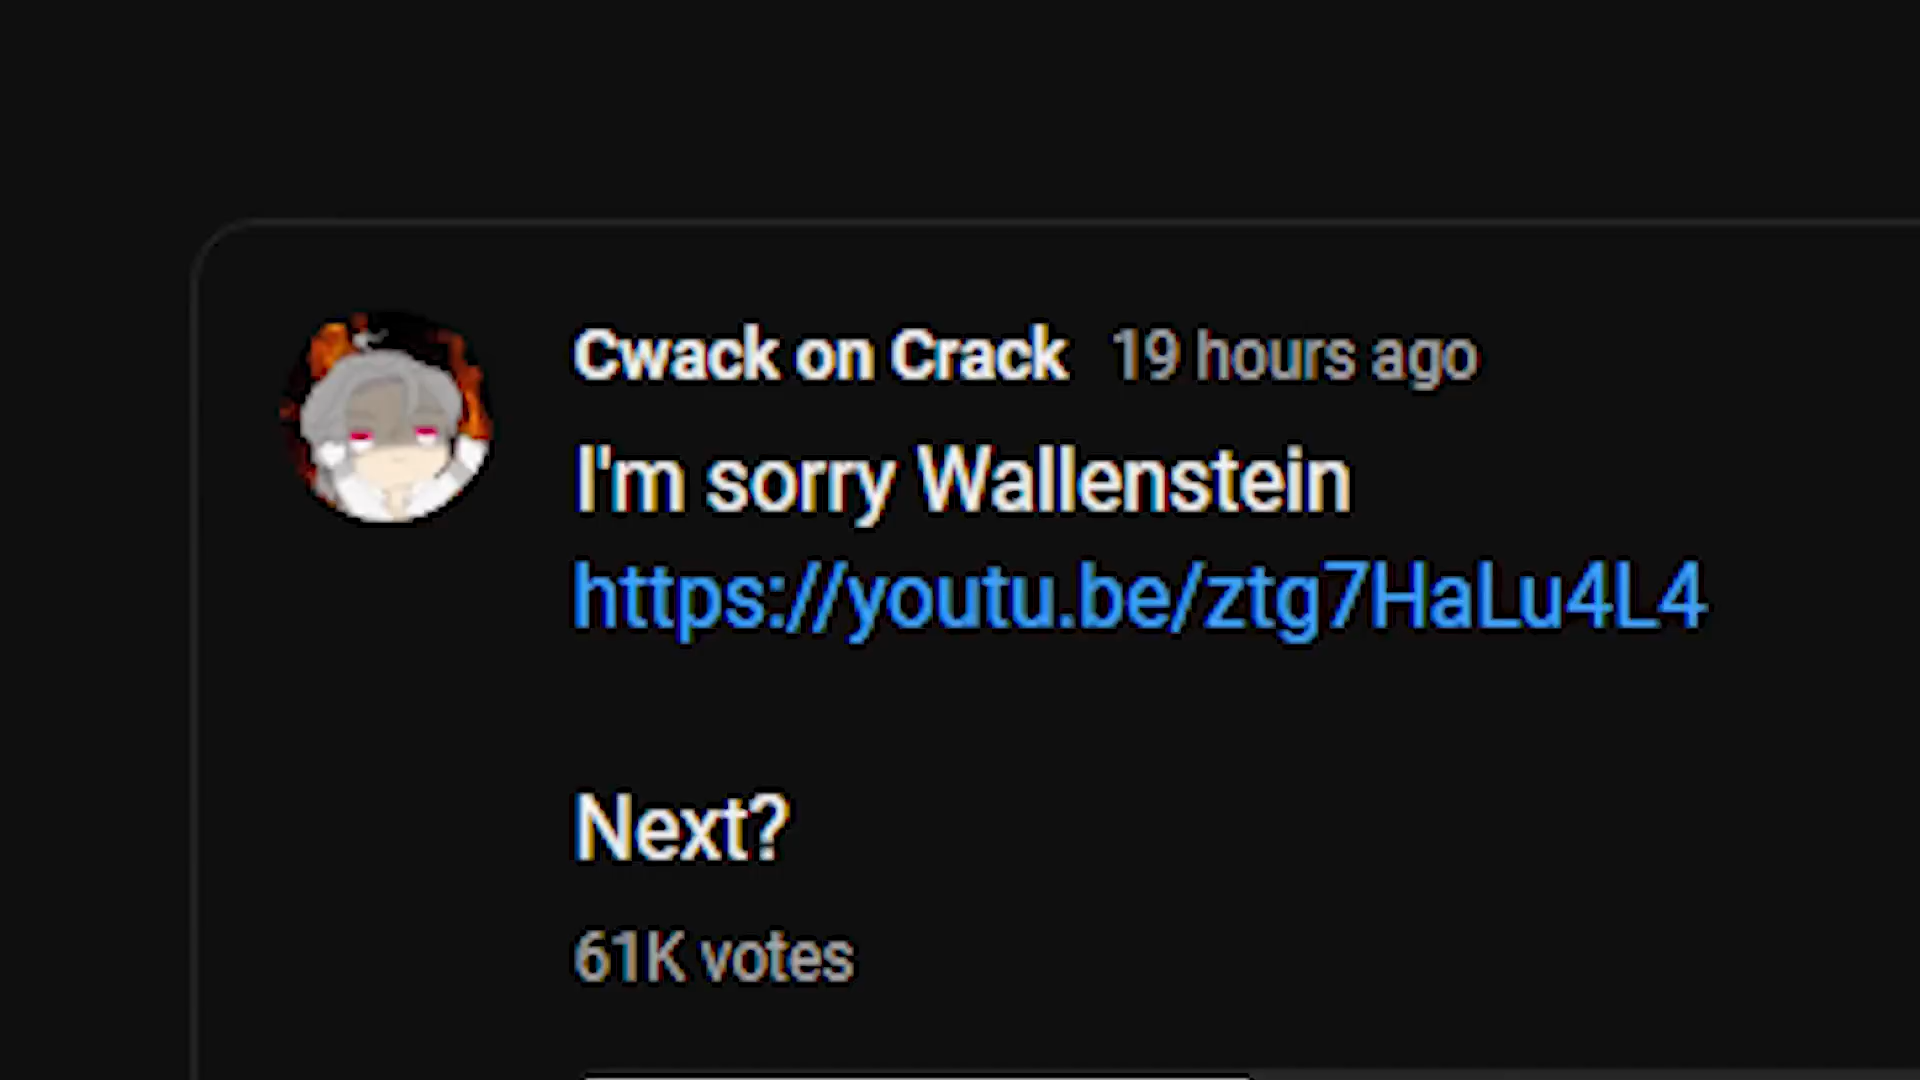 Cwack on Crack 19 hours ago
I'm sorry Wallenstein
https://youtu.be/ztg7HaLu4L4
Next?
61K votes